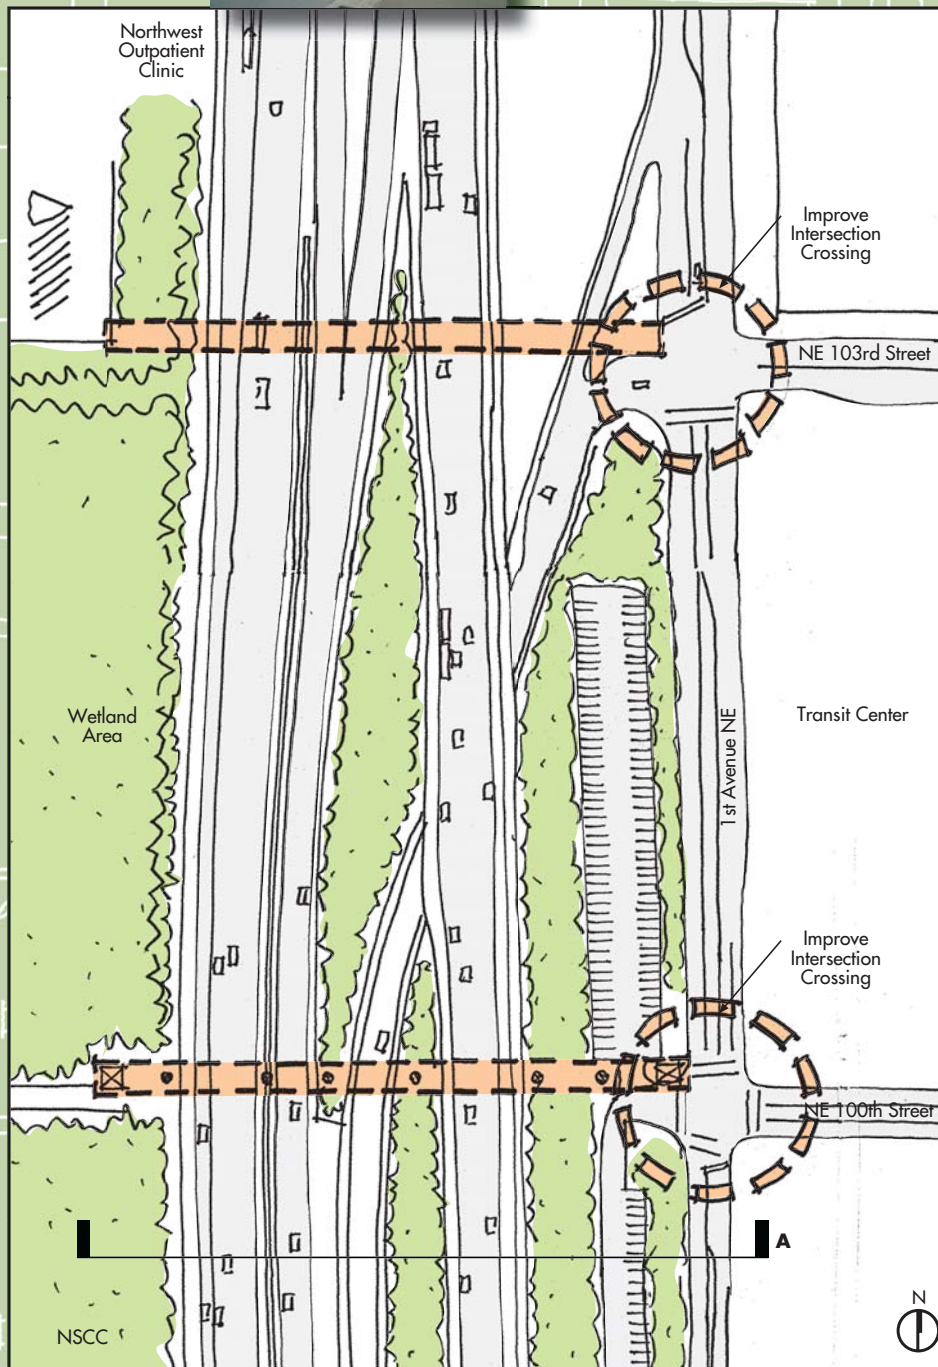 Northwest
Outpatient
Clinic
Improve
Intersection
Crossing
NE 103rd Street
Wetland
Area
1st Avenue NE
Transit Center
Improve
Intersection
Crossing
NE 100th Street
A
NSCC
N